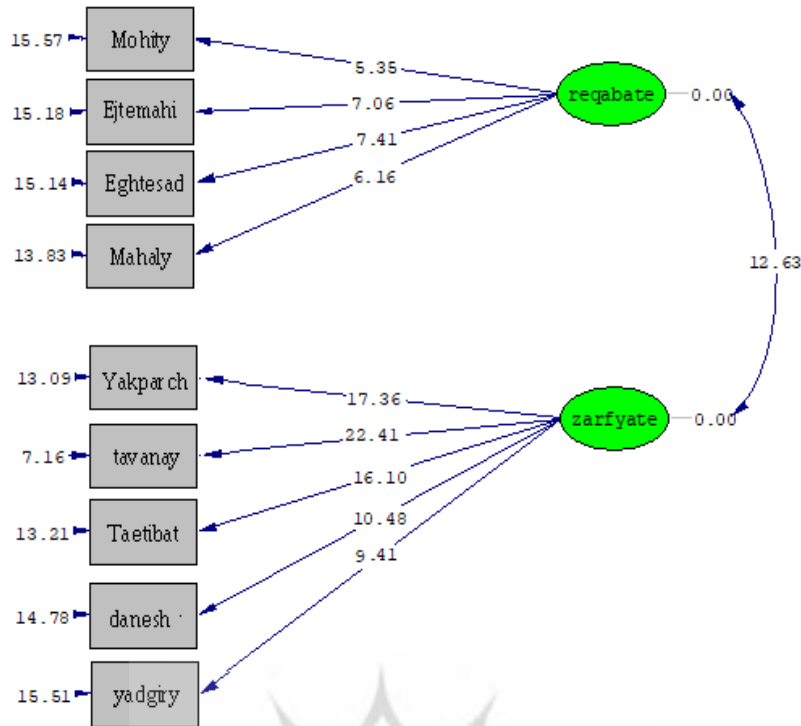 15.57 Mohity
5.35
reqabate 0.00
15.18 Ejtemahi
7.06
7.41
15.14 Eghtesad
6.16
13.83 Mahaly
12.63
13.09 Yakparch
17.36
zarfyate 0.00
7.16 tavanay
22.41
16.10
13.21 Taetibat
10.48
9.41
14.78 danesh
15.51 yadgiry